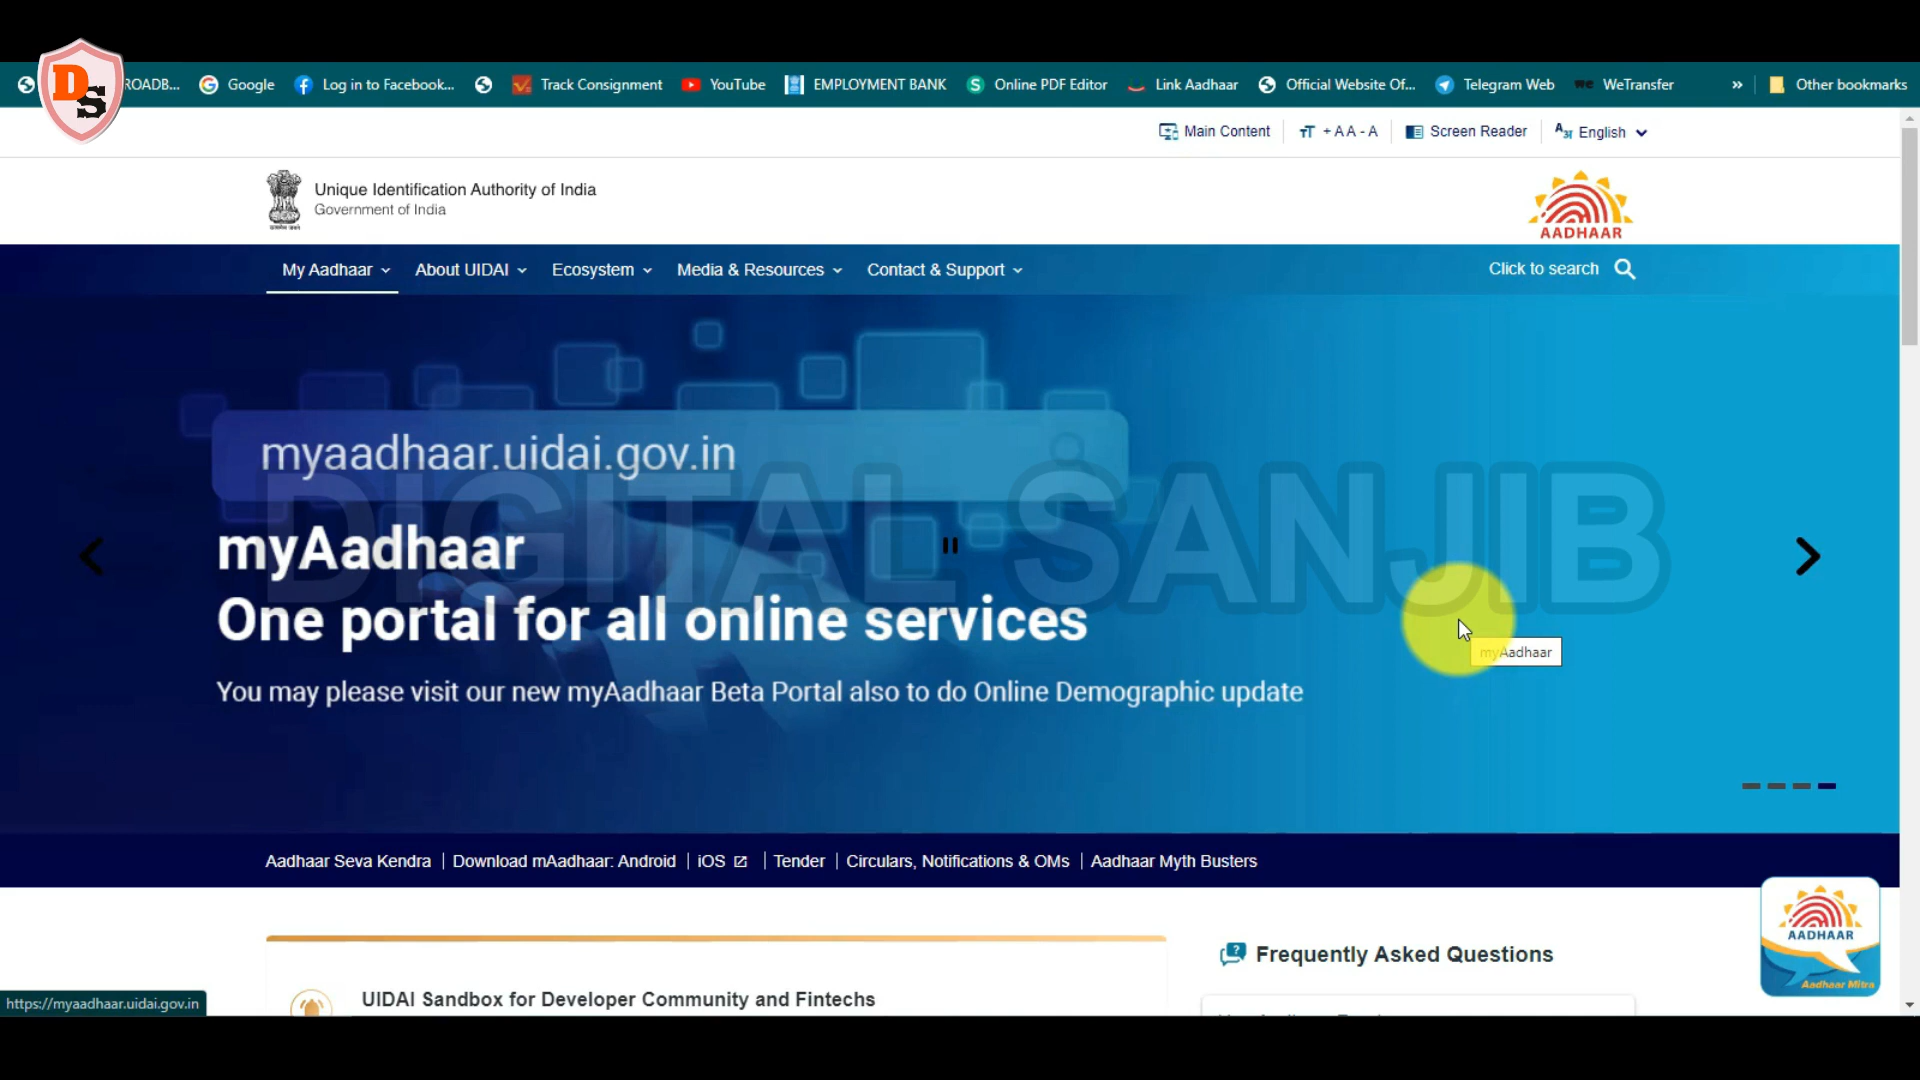 DS
ROADB... Google Log in to Facebook... Track Consignment YouTube EMPLOYMENT BANK Online PDF Editor Link Aadhaar Official Website Of... Telegram Web we WeTransfer » Other bookmarks
Main Content +A A - A Screen Reader English
Unique Identification Authority of India
Government of India
AADHAAR
My Aadhaar About UIDAI Ecosystem Media & Resources Contact & Support Click to search
myaadhaar.uidai.gov.in
DIGITAL SANJIB
myAadhaar
One portal for all online services
myAadhaar
You may please visit our new myAadhaar Beta Portal also to do Online Demographic update
Aadhaar Seva Kendra | Download mAadhaar: Android | iOS | Tender | Circulars, Notifications & OMs | Aadhaar Myth Busters
AADHAAR
Aadhaar Mitra
Frequently Asked Questions
UIDAI Sandbox for Developer Community and Fintechs
https://myaadhaar.uidai.gov.in